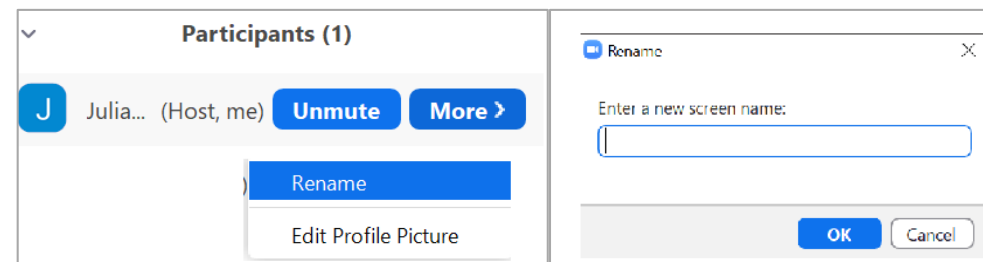 Participants (1)
J Julia... (Host, me) Unmute More >
Rename
Edit Profile Picture
Rename
Enter a new screen name:
OK Cancel